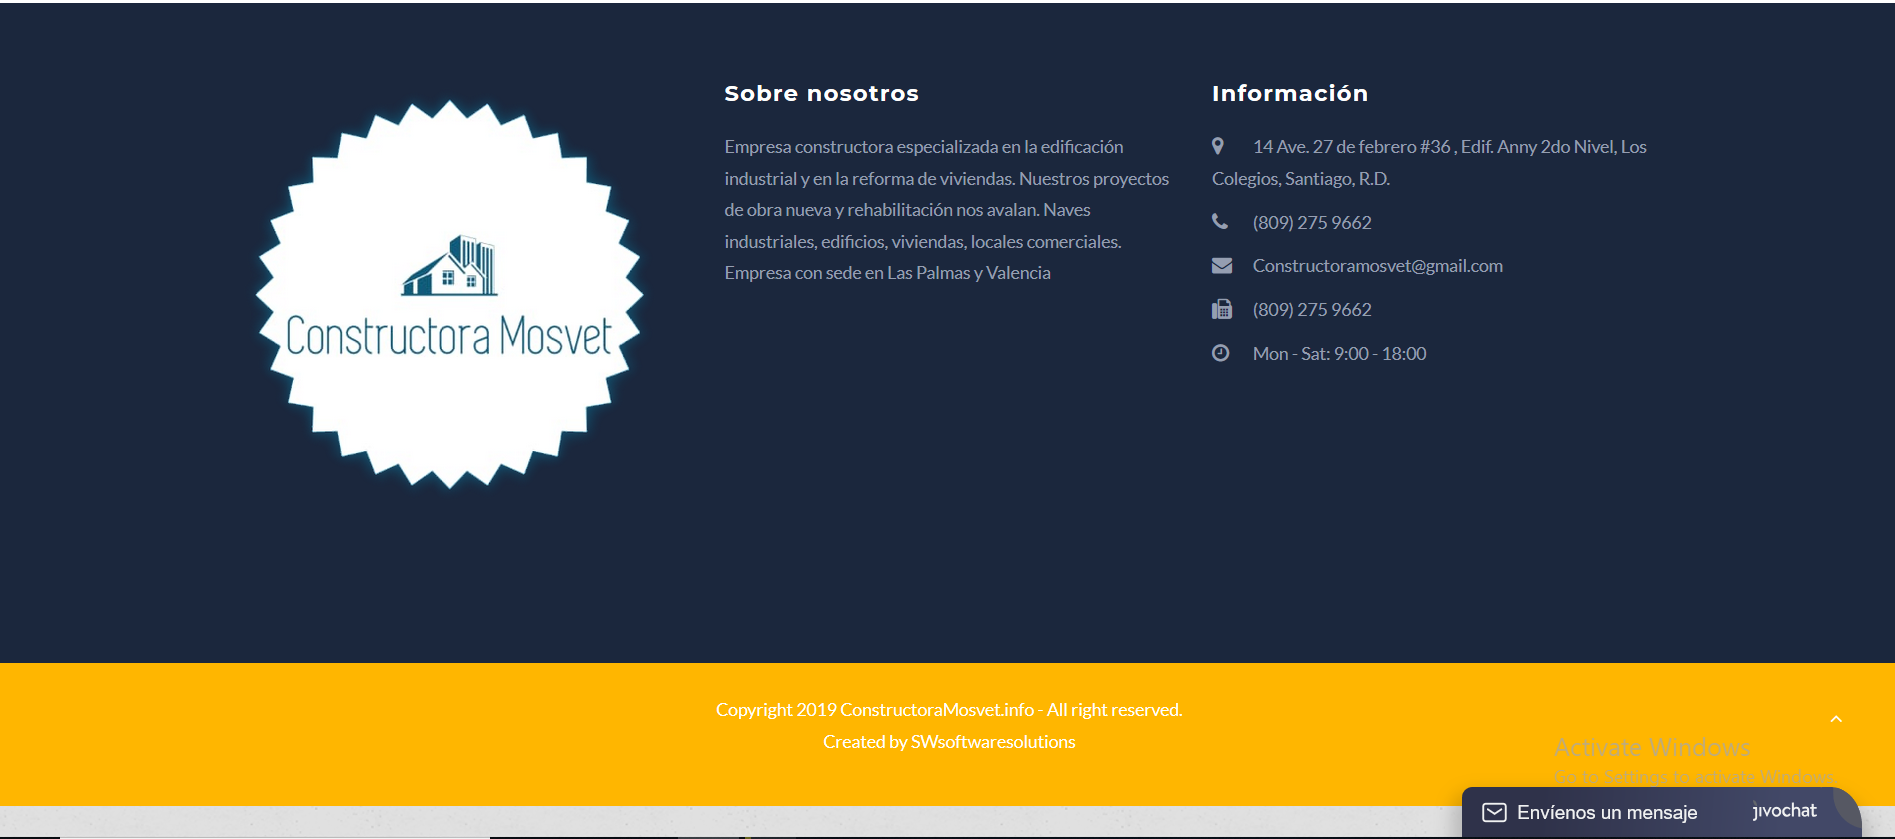 Constructora Mosvet
Sobre nosotros
Empresa constructora especializada en la edificación
industrial y en la reforma de viviendas. Nuestros proyectos
de obra nueva y rehabilitación nos avalan. Naves
industriales, edificios, viviendas, locales comerciales.
Empresa con sede en Las Palmas y Valencia
Información
14 Ave. 27 de febrero #36 , Edif. Anny 2do Nivel, Los
Colegios, Santiago, R.D.
(809) 275 9662
Constructoramosvet@gmail.com
(809) 275 9662
Mon - Sat: 9:00 - 18:00
Copyright 2019 ConstructoraMosvet.info - All right reserved.
Created by SWsoftwaresolutions
Activate Windows
Go to Settings to activate Windows.
Envíenos un mensaje
jivochat